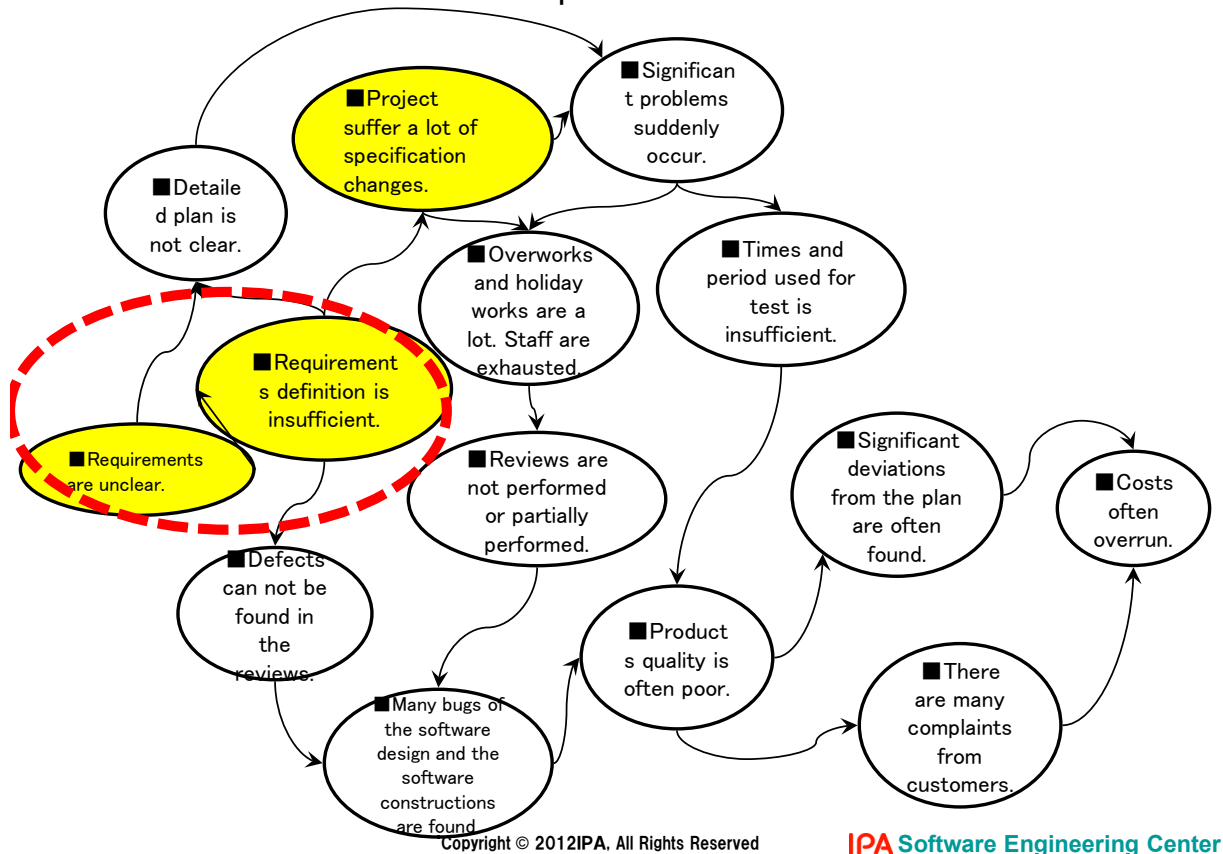 ■Significan
t problems
suddenly
occur.
■Project
suffer a lot of
specification
changes.
■Detaile
d plan is
not clear.
■Overworks
and holiday
works are a
lot. Staff are
exhausted.
■Times and
period used for
test is
insufficient.
■Requirement
s definition is
insufficient.
■Requirements
are unclear.
■Reviews are
not performed
or partially
performed.
■Significant
deviations
from the plan
are often
found.
■Costs
often
overrun.
■Defects
can not be
found in
the
reviews.
■Product
s quality is
often poor.
■There
are many
complaints
from
customers.
■Many bugs of
the software
design and the
software
constructions
are found
Copyright © 2012IPA, All Rights Reserved
IPA Software Engineering Center